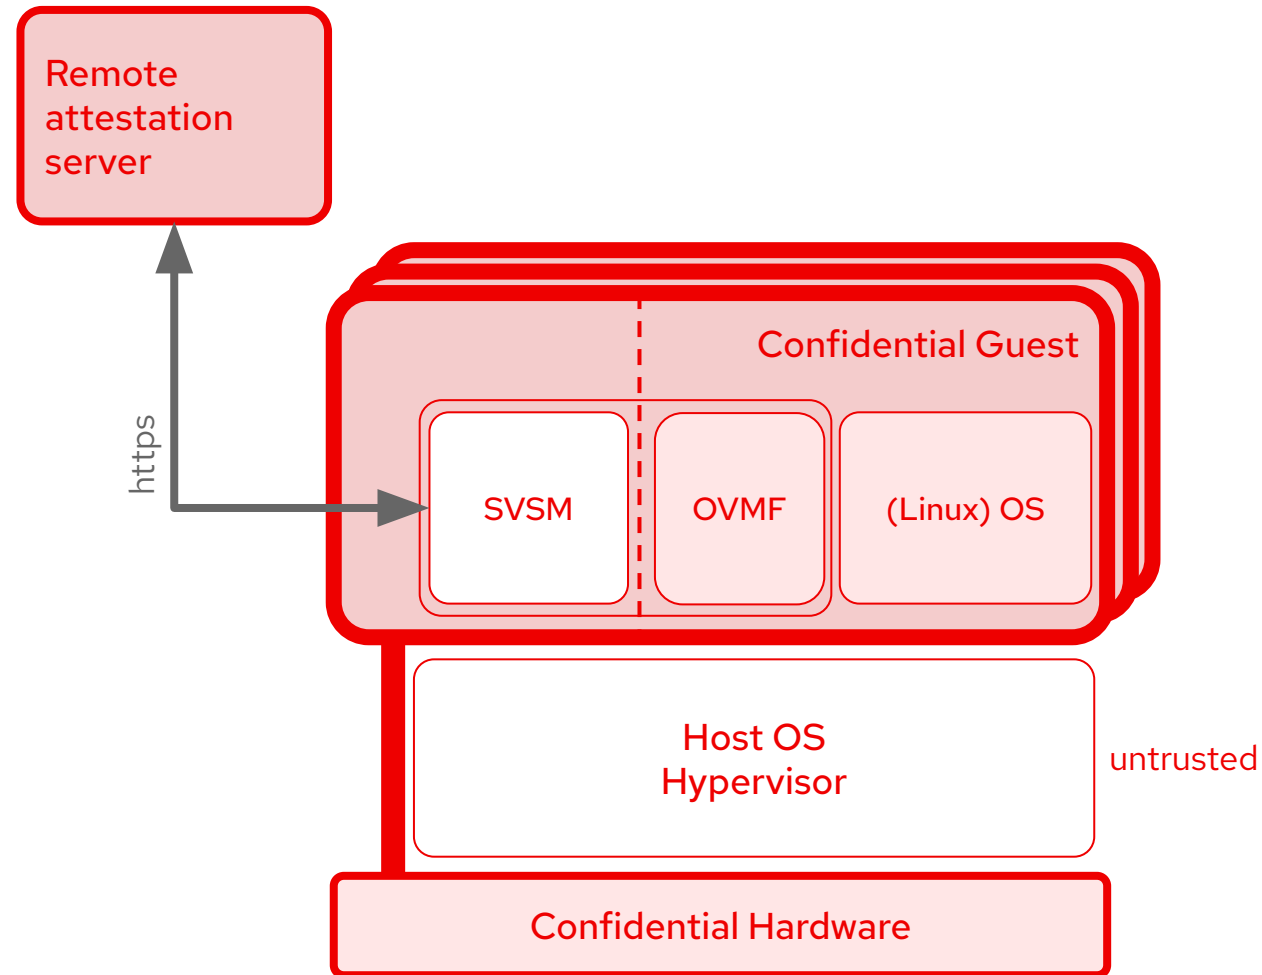 Remote
attestation
server
https
Confidential Guest
SVSM
OVMF
(Linux) OS
Host OS
Hypervisor
untrusted
Confidential Hardware